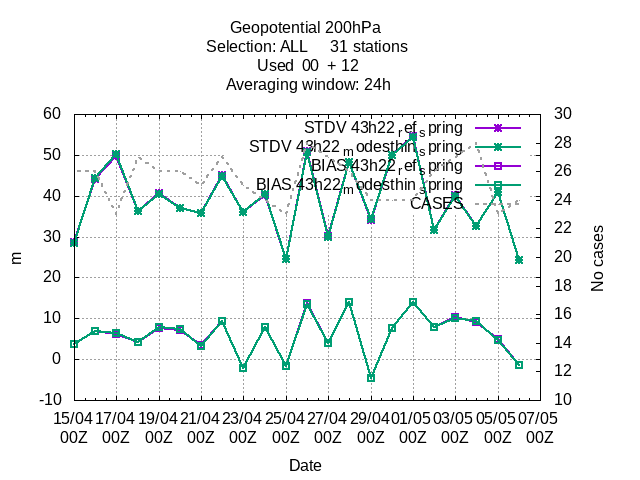 Geopotential 200hPa
Selection: ALL 31 stations
Used 00 + 12
Averaging window: 24h
60 30
STDV 43h22_ref_spring
28
STDV 43h22_modesthin_spring
50
BIAS 43h22_ref_spring
26
BIAS 43h22_modesthin_spring
40 24
CASES
22
30
20
20
18
10 16
14
0
12
-10 10
m
No cases
15/04 17/04 19/04 21/04 23/04 25/04 27/04 29/04 01/05 03/05 05/05 07/05
00Z 00Z 00Z 00Z 00Z 00Z 00Z 00Z 00Z 00Z 00Z 00Z
Date